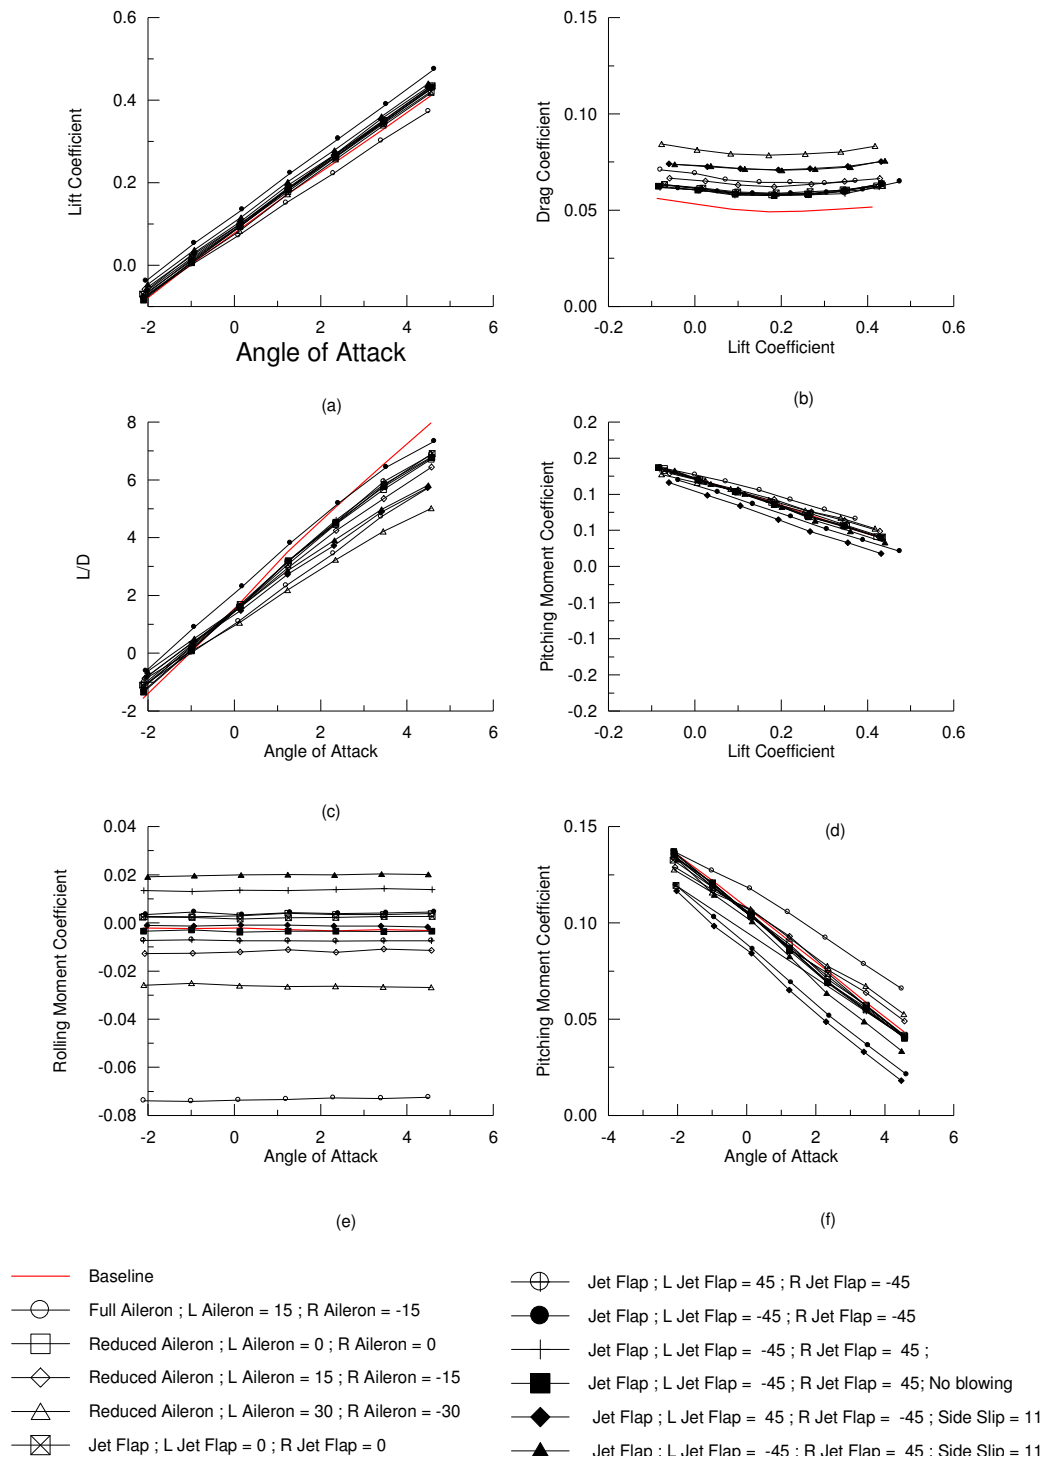 0.6
0.4
0.2
0.0
Lift Coefficient
-2 0 2 4 6
Angle of Attack
(a)
0.15
0.10
0.05
0.00
Drag Coefficient
-0.2 0.0 0.2 0.4 0.6
Lift Coefficient
(b)
8
6
4
2
0
-2
L/D
-2 0 2 4 6
Angle of Attack
(c)
0.2
0.2
0.1
0.1
0.0
-0.1
-0.1
-0.2
-0.2
Pitching Moment Coefficient
-0.2 0.0 0.2 0.4 0.6
Lift Coefficient
(d)
0.04
0.02
0.00
-0.02
-0.04
-0.06
-0.08
Rolling Moment Coefficient
-2 0 2 4 6
Angle of Attack
(e)
0.15
0.10
0.05
0.00
Pitching Moment Coefficient
-4 -2 0 2 4 6
Angle of Attack
(f)
Baseline
Full Aileron ; L Aileron = 15 ; R Aileron = -15
Reduced Aileron ; L Aileron = 0 ; R Aileron = 0
Reduced Aileron ; L Aileron = 15 ; R Aileron = -15
Reduced Aileron ; L Aileron = 30 ; R Aileron = -30
Jet Flap ; L Jet Flap = 0 ; R Jet Flap = 0
Jet Flap ; L Jet Flap = 45 ; R Jet Flap = -45
Jet Flap ; L Jet Flap = -45 ; R Jet Flap = -45
Jet Flap ; L Jet Flap = -45 ; R Jet Flap = 45 ;
Jet Flap ; L Jet Flap = -45 ; R Jet Flap = 45; No blowing
Jet Flap ; L Jet Flap = 45 ; R Jet Flap = -45 ; Side Slip = 11
Jet Flap ; L Jet Flap = -45 ; R Jet Flap = 45 ; Side Slip = 11